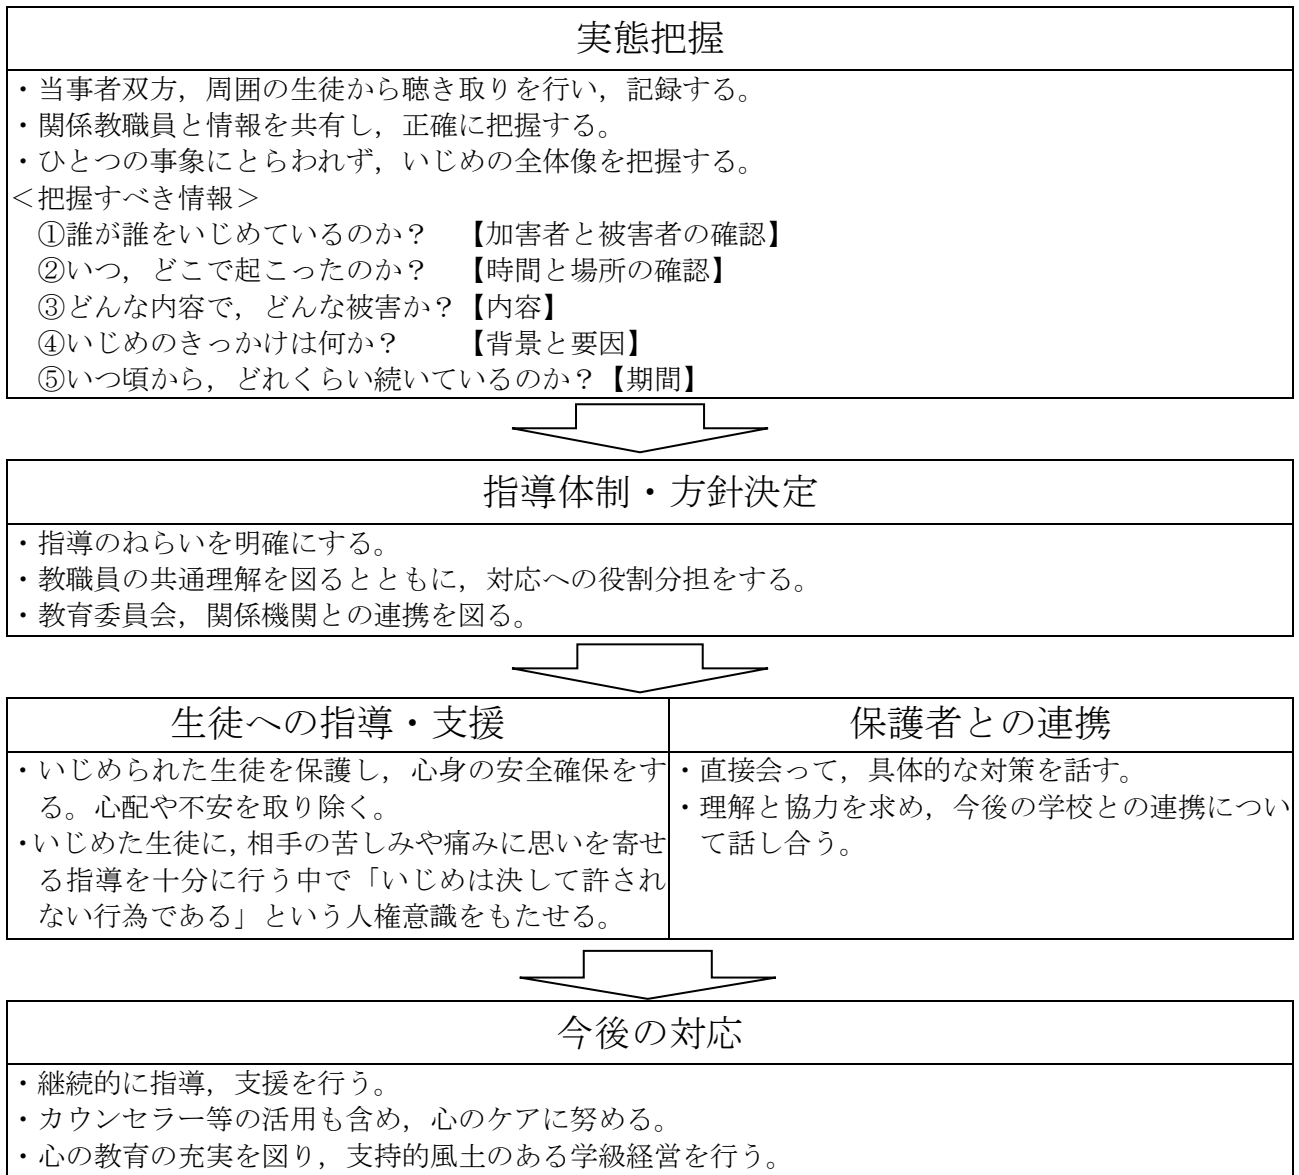 実態把握
・当事者双方，周囲の生徒から聴き取りを行い，記録する。
・関係教職員と情報を共有し，正確に把握する。
・ひとつの事象にとらわれず，いじめの全体像を把握する。
＜把握すべき情報＞
①誰が誰をいじめているのか？　【加害者と被害者の確認】
②いつ，どこで起こったのか？　【時間と場所の確認】
③どんな内容で，どんな被害か？【内容】
④いじめのきっかけは何か？　　【背景と要因】
⑤いつ頃から，どれくらい続いているのか？【期間】
指導体制・方針決定
・指導のねらいを明確にする。
・教職員の共通理解を図るとともに，対応への役割分担をする。
・教育委員会，関係機関との連携を図る。
生徒への指導・支援
・いじめられた生徒を保護し，心身の安全確保をす
る。心配や不安を取り除く。
・いじめた生徒に，相手の苦しみや痛みに思いを寄せ
る指導を十分に行う中で「いじめは決して許され
ない行為である」という人権意識をもたせる。
保護者との連携
・直接会って，具体的な対策を話す。
・理解と協力を求め，今後の学校との連携につい
て話し合う。
今後の対応
・継続的に指導，支援を行う。
・カウンセラー等の活用も含め，心のケアに努める。
・心の教育の充実を図り，支持的風土のある学級経営を行う。